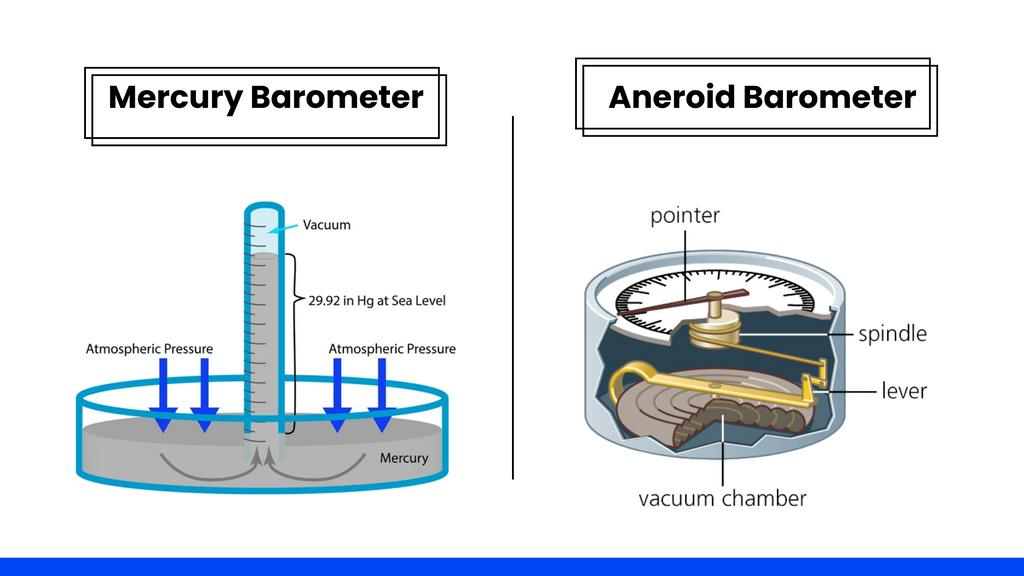 Mercury Barometer
Vacuum
29.92 in Hg at Sea Level
Atmospheric Pressure
Atmospheric Pressure
Mercury
Aneroid Barometer
pointer
spindle
lever
vacuum chamber